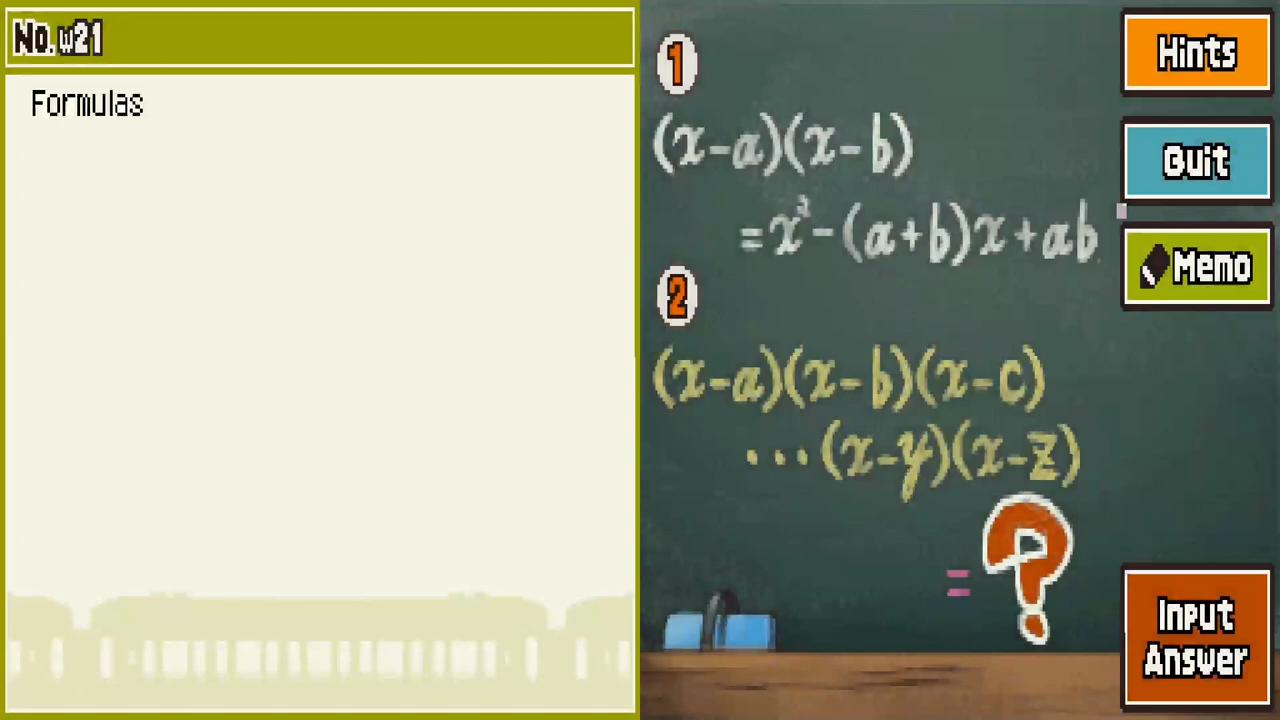 No.w21
Formulas
1
(x-a)(x-b)
=x²-(a+b)x+ab
2
(x-a)(x-b)(x-c)
...(x-y)(x-z)
=?
Hints
Quit
Memo
Input
Answer